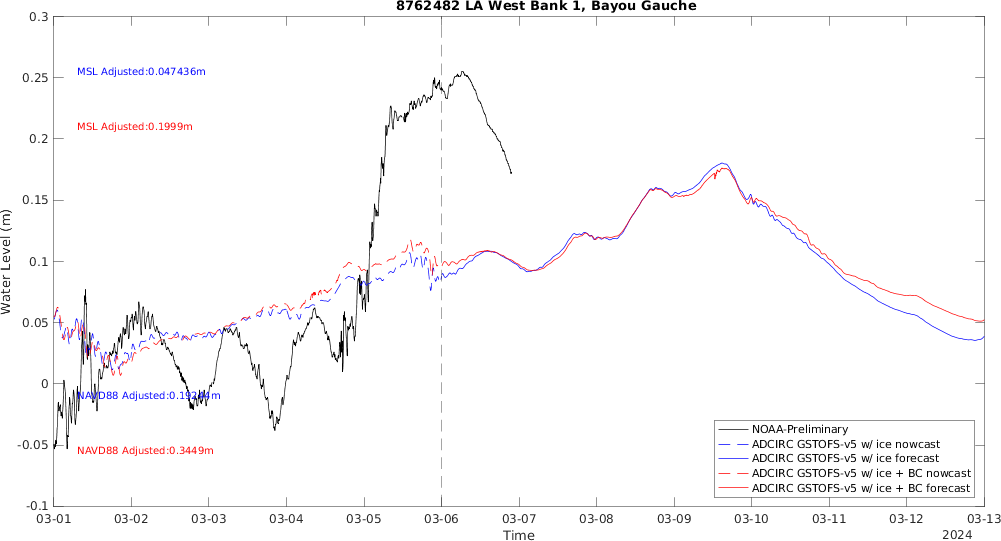 8762482 LA West Bank 1, Bayou Gauche
0.3
0.25
0.2
0.15
0.1
0.05
0
-0.05
-0.1
Water Level (m)
MSL Adjusted:0.047436m
MSL Adjusted:0.1999m
NAVD88 Adjusted:
NAVD88 Adjusted:0.3449m
NOAA-Preliminary
ADCIRC GSTOFS-v5 w/ ice nowcast
ADCIRC GSTOFS-v5 w/ ice forecast
ADCIRC GSTOFS-v5 w/ ice + BC nowcast
ADCIRC GSTOFS-v5 w/ ice + BC forecast
03-01 03-02 03-03 03-04 03-05 03-06 03-07 03-08 03-09 03-10 03-11 03-12 03-13
Time
2024